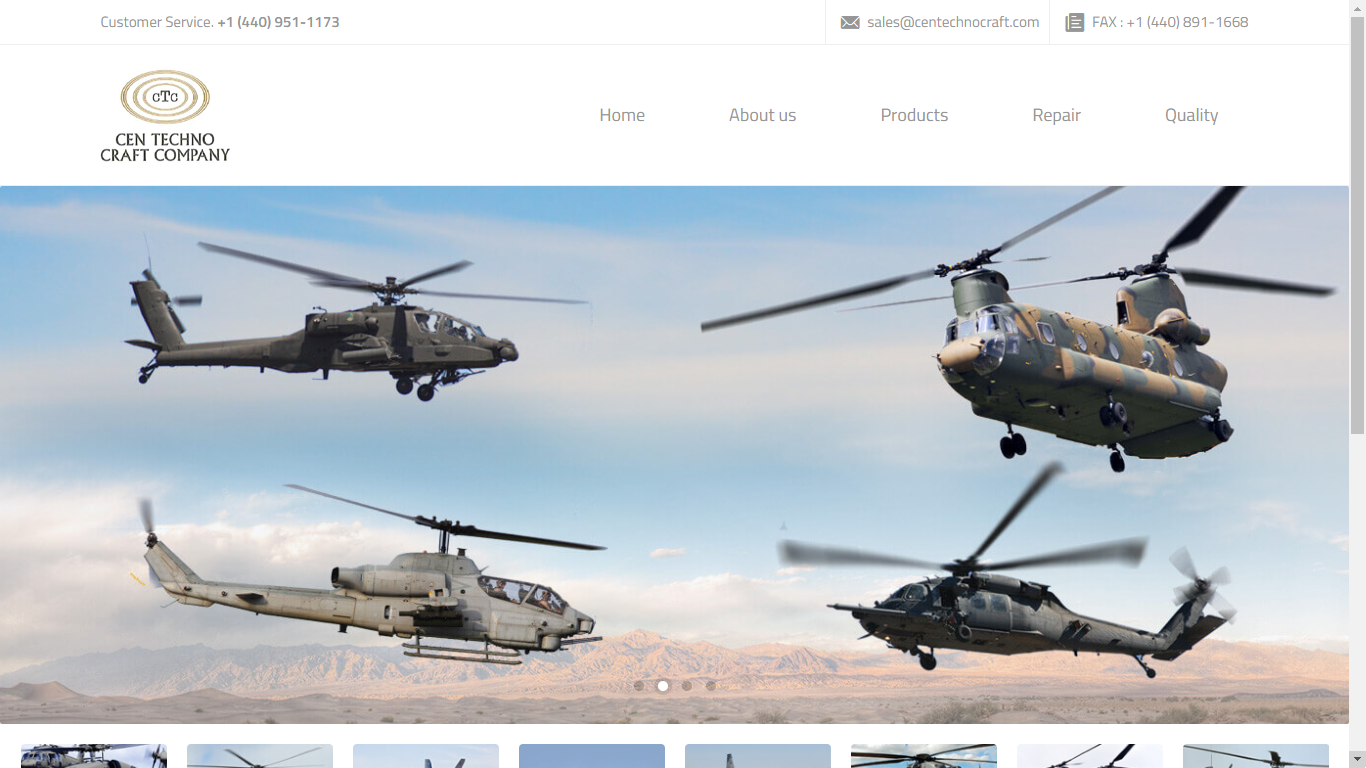 Customer Service. +1 (440) 951-1173
sales@centechnocraft.com
FAX : +1 (440) 891-1668
cTc
CEN TECHNO
CRAFT COMPANY
Home
About us
Products
Repair
Quality